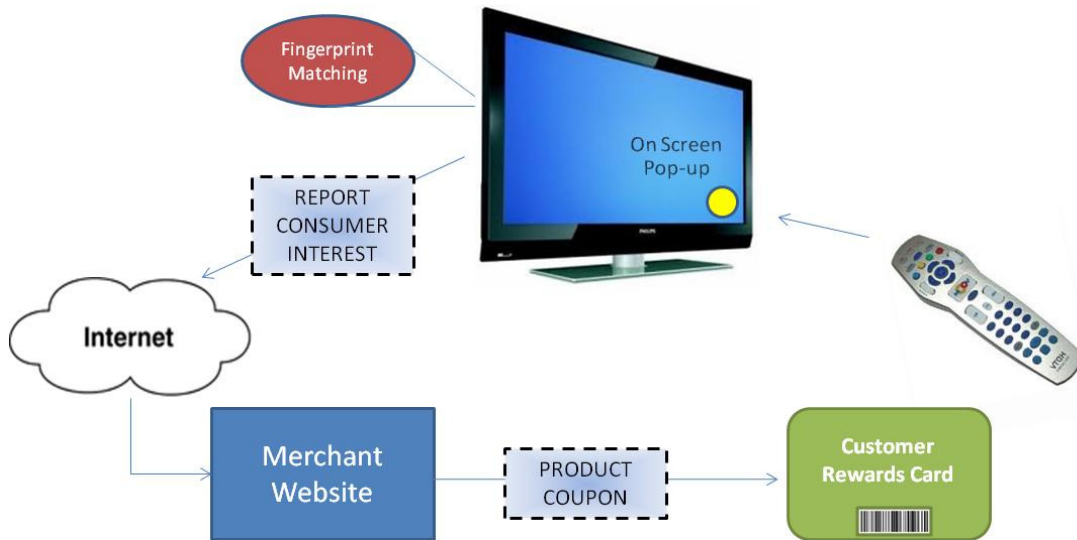 Fingerprint
Matching
On Screen
Pop-up
PHILIPS
REPORT
CONSUMER
INTEREST
Internet
Merchant
Website
PRODUCT
COUPON
Customer
Rewards Card